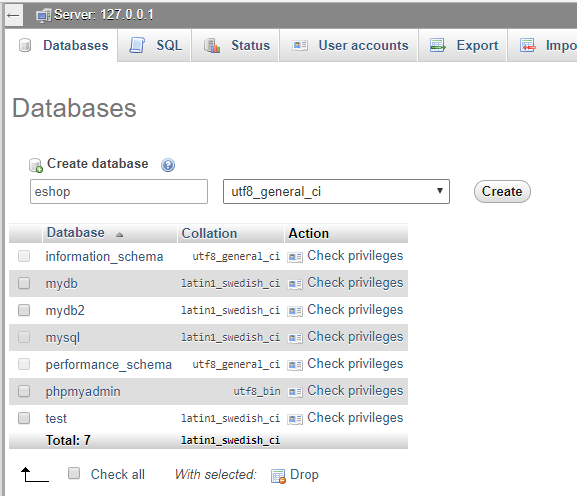 ← Server: 127.0.0.1
Databases SQL Status User accounts Export Impo
Databases
Create database
eshop utf8_general_ci Create
Database Collation Action
information_schema utf8_general_ci Check privileges
mydb latin1_swedish_ci Check privileges
mydb2 latin1_swedish_ci Check privileges
mysql latin1_swedish_ci Check privileges
performance_schema utf8_general_ci Check privileges
phpmyadmin utf8_bin Check privileges
test latin1_swedish_ci Check privileges
Total: 7 latin1_swedish_ci
Check all With selected: Drop